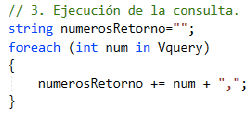 // 3. Ejecución de la consulta.
string numerosRetorno="";
foreach (int num in Vquery)
{
    numerosRetorno += num + ",";
}